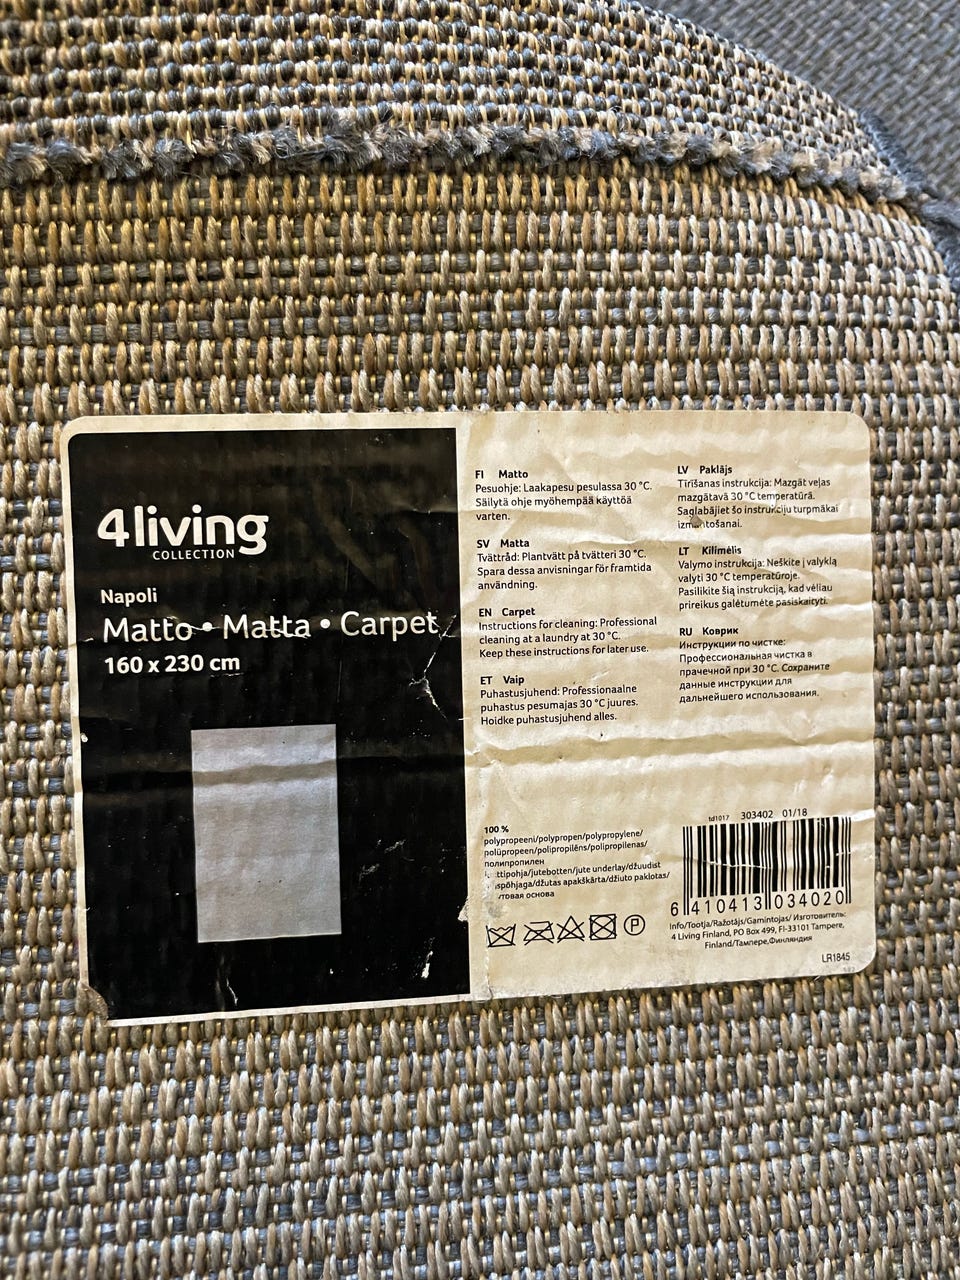 4living
COLLECTION
Napoli
Matto • Matta • Carpet
160 x 230 cm
FI Matto
Pesuohje: Laakapesu pesulassa 30 °C.
Säilytä ohje myöhempää käyttöä
varten.
SV Matta
Tvättråd: Plantvätt på tvätteri 30 °C.
Spara dessa anvisningar för framtida
användning.
EN Carpet
Instructions for cleaning: Professional
cleaning at a laundry at 30 °C.
Keep these instructions for later use.
ET Vaip
Puhastusjuhend: Professionaalne
puhastus pesumajas 30 °C juures.
Hoidke puhastusjuhend alles.
LV Paklājs
Tīrīšanas instrukcija: Mazgāt veļas
mazgātavā 30 °C temperatūrā.
Saglabājiet šo instrukciju turpmākai
izmantošanai.
LT Kilimėlis
Valymo instrukcija: Neškite į valyklą
valyti 30 °C temperatūroje.
Pasilikite šią instrukciją, kad vėliau
prireikus galėtumėte pasiskaityti.
RU Коврик
Инструкции по чистке:
Профессиональная чистка в
прачечной при 30 °C. Сохраните
данные инструкции для
дальнейшего использования.
100 %
polypropeeni/polypropen/polypropylene/
polüpropeen/polipropilēns/polipropilenas/
полипропилен
ttipohja/jutebotten/jute underlay/džuudist
spõhjaga/džutas apakškārta/džiuto paklotas/
товая основа
P
td1017 303402 01/18
6 410413 034020
Info/Tootja/Ražotājs/Gamintojas/ Изготовитель:
4 Living Finland, PO Box 499, FI-33101 Tampere,
Finland/Тампере,Финляндия
LR1845